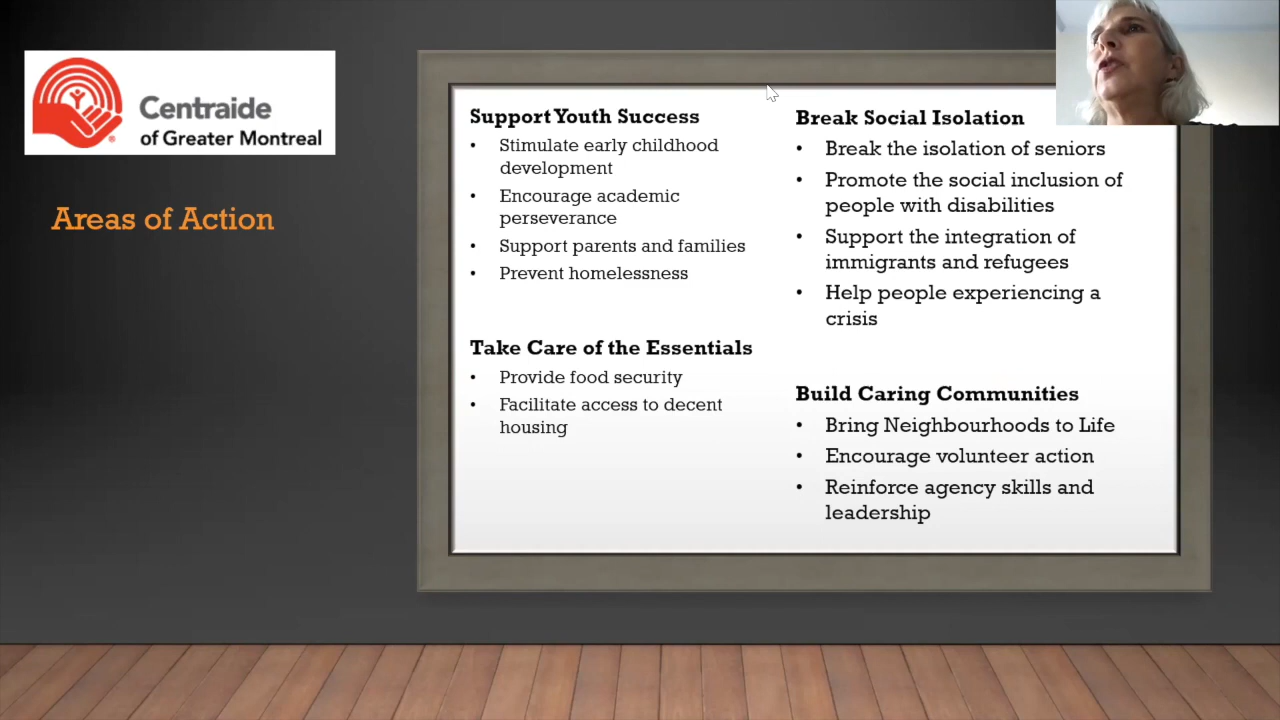 Centraide
of Greater Montreal
Areas of Action
Support Youth Success
• Stimulate early childhood
development
• Encourage academic
perseverance
• Support parents and families
• Prevent homelessness
Take Care of the Essentials
• Provide food security
• Facilitate access to decent
housing
Break Social Isolation
• Break the isolation of seniors
• Promote the social inclusion of
people with disabilities
• Support the integration of
immigrants and refugees
• Help people experiencing a
crisis
Build Caring Communities
• Bring Neighbourhoods to Life
• Encourage volunteer action
• Reinforce agency skills and
leadership